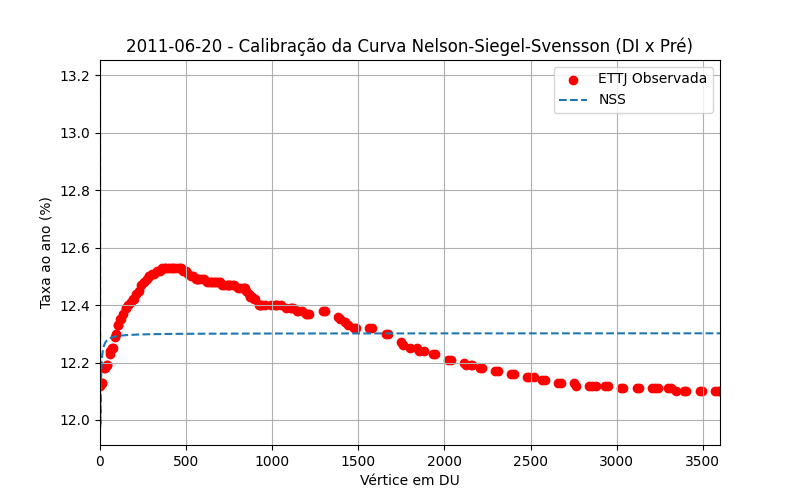 2011-06-20 - Calibração da Curva Nelson-Siegel-Svensson (DI x Pré)
ETTJ Observada
NSS
Taxa ao ano (%)
13.2
13.0
12.8
12.6
12.4
12.2
12.0
0 500 1000 1500 2000 2500 3000 3500
Vértice em DU